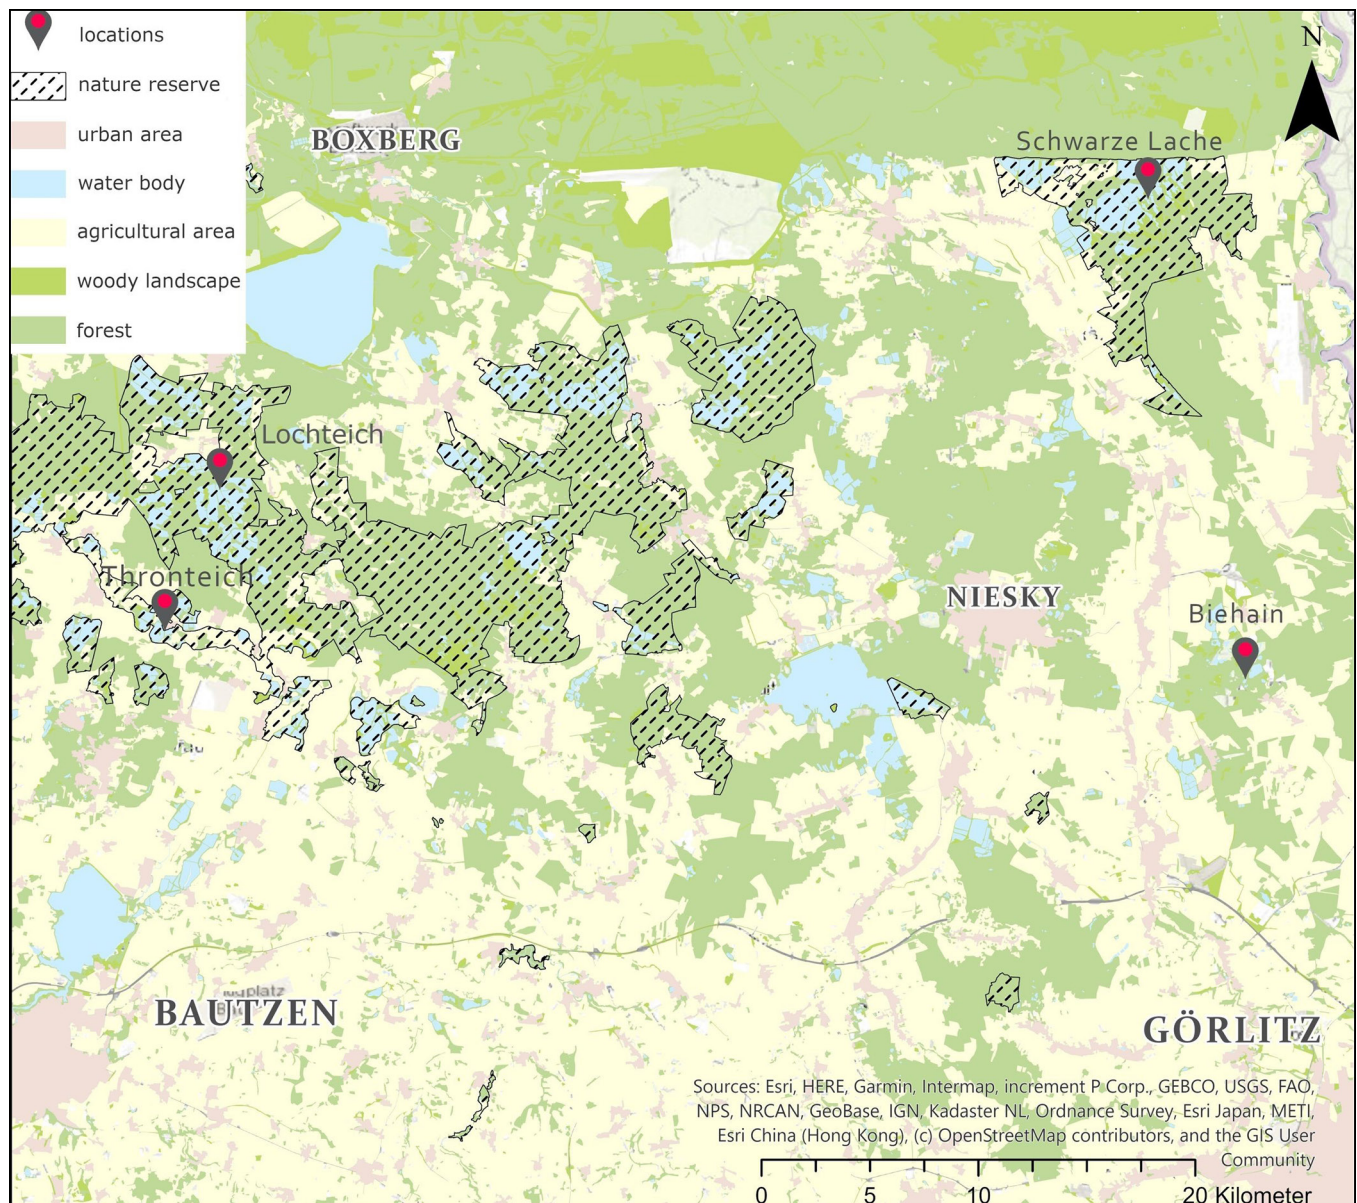 locations
nature reserve
urban area
water body
agricultural area
woody landscape
forest
N
BOXBERG
Schwarze Lache
Lochteich
Thronteich
NIESKY
Biehain
BAUTZEN
GÖRLITZ
Sources: Esri, HERE, Garmin, Intermap, increment P Corp., GEBCO, USGS, FAO,
NPS, NRCAN, GeoBase, IGN, Kadaster NL, Ordnance Survey, Esri Japan, METI,
Esri China (Hong Kong), (c) OpenStreetMap contributors, and the GIS User
Community
0 5 10 20 Kilometer